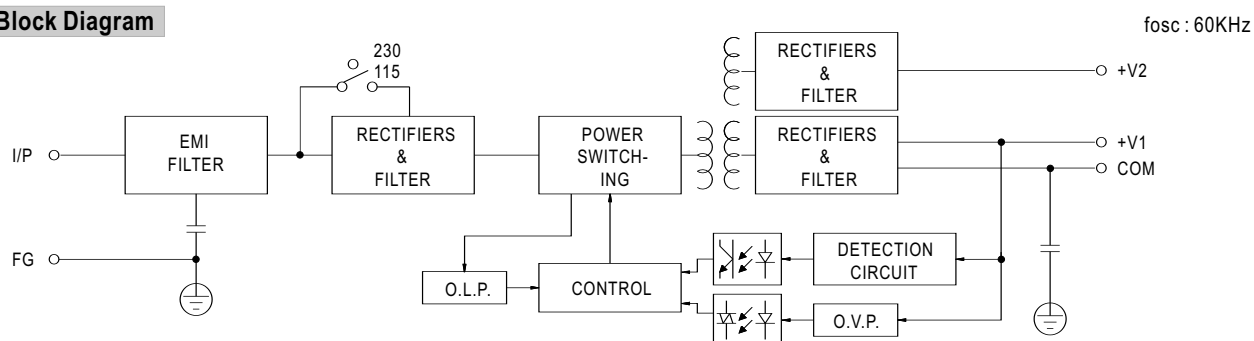 Block Diagram
fosc : 60KHz
230
115
I/P
FG
EMI
FILTER
RECTIFIERS
&
FILTER
POWER
SWITCH-
ING
RECTIFIERS
&
FILTER
+V2
RECTIFIERS
&
FILTER
+V1
COM
O.L.P.
CONTROL
DETECTION
CIRCUIT
O.V.P.